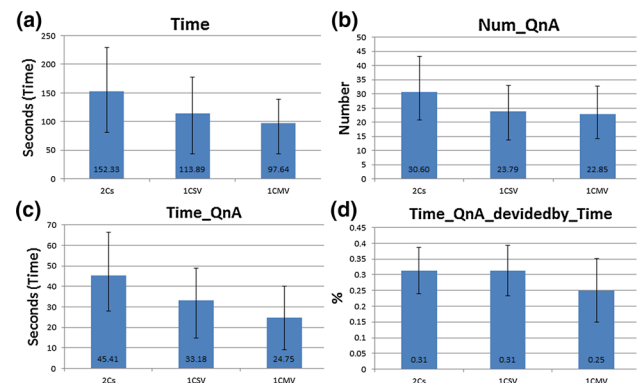 (a) Time
Seconds (Time)
250
200
150
100
50
0
152.33 113.89 97.64
2Cs 1CSV 1CMV
(b) Num_QnA
Number
50
45
40
35
30
25
20
15
10
5
0
30.60 23.79 22.85
2Cs 1CSV 1CMV
(c) Time_QnA
Seconds (Time)
70
60
50
40
30
20
10
0
45.41 33.18 24.75
2Cs 1CSV 1CMV
(d) Time_QnA_devidedby_Time
%
0.45
0.4
0.35
0.3
0.25
0.2
0.15
0.1
0.05
0
0.31 0.31 0.25
2Cs 1CSV 1CMV